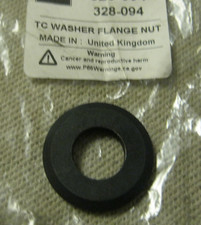 328-094
TC WASHER FLANGE NUT
MADE IN: United Kingdom
Warning
Cancer and reproductive harm
www.P65Warnings.ca.gov